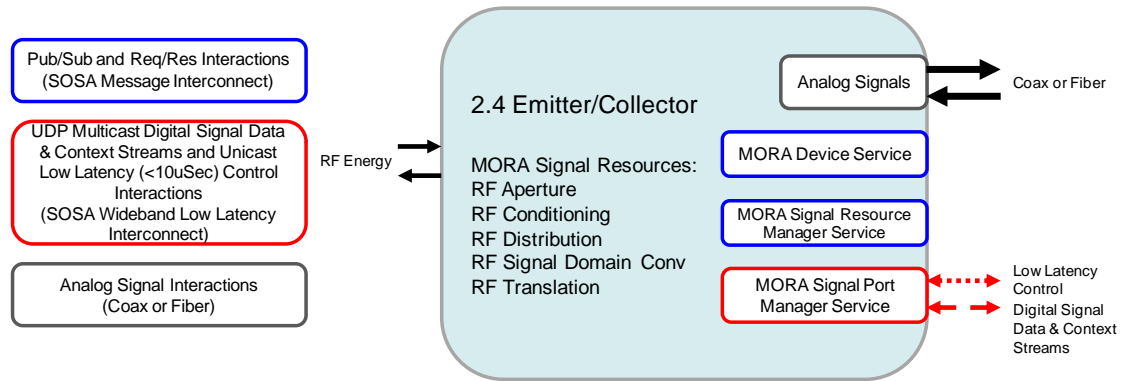 Pub/Sub and Req/Res Interactions
(SOSA Message Interconnect)
UDP Multicast Digital Signal Data
& Context Streams and Unicast
Low Latency (<10uSec) Control
Interactions
(SOSA Wideband Low Latency
Interconnect)
Analog Signal Interactions
(Coax or Fiber)
RF Energy
2.4 Emitter/Collector
MORA Signal Resources:
RF Aperture
RF Conditioning
RF Distribution
RF Signal Domain Conv
RF Translation
Analog Signals
MORA Device Service
MORA Signal Resource
Manager Service
MORA Signal Port
Manager Service
Coax or Fiber
Low Latency
Control
Digital Signal
Data & Context
Streams